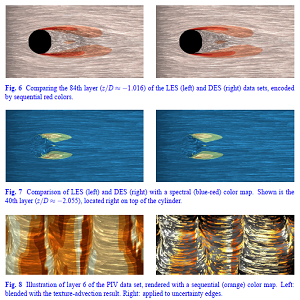 Fig. 6 Comparing the 84th layer (z/D ≈ −1.016) of the LES (left) and DES (right) data sets, encoded
by sequential red colors.
Fig. 7 Comparison of LES (left) and DES (right) with a spectral (blue-red) color map. Shown is the
40th layer (z/D ≈ −2.055), located right on top of the cylinder.
Fig. 8 Illustration of layer 6 of the PIV data set, rendered with a sequential (orange) color map. Left:
blended with the texture-advection result. Right: applied to uncertainty edges.